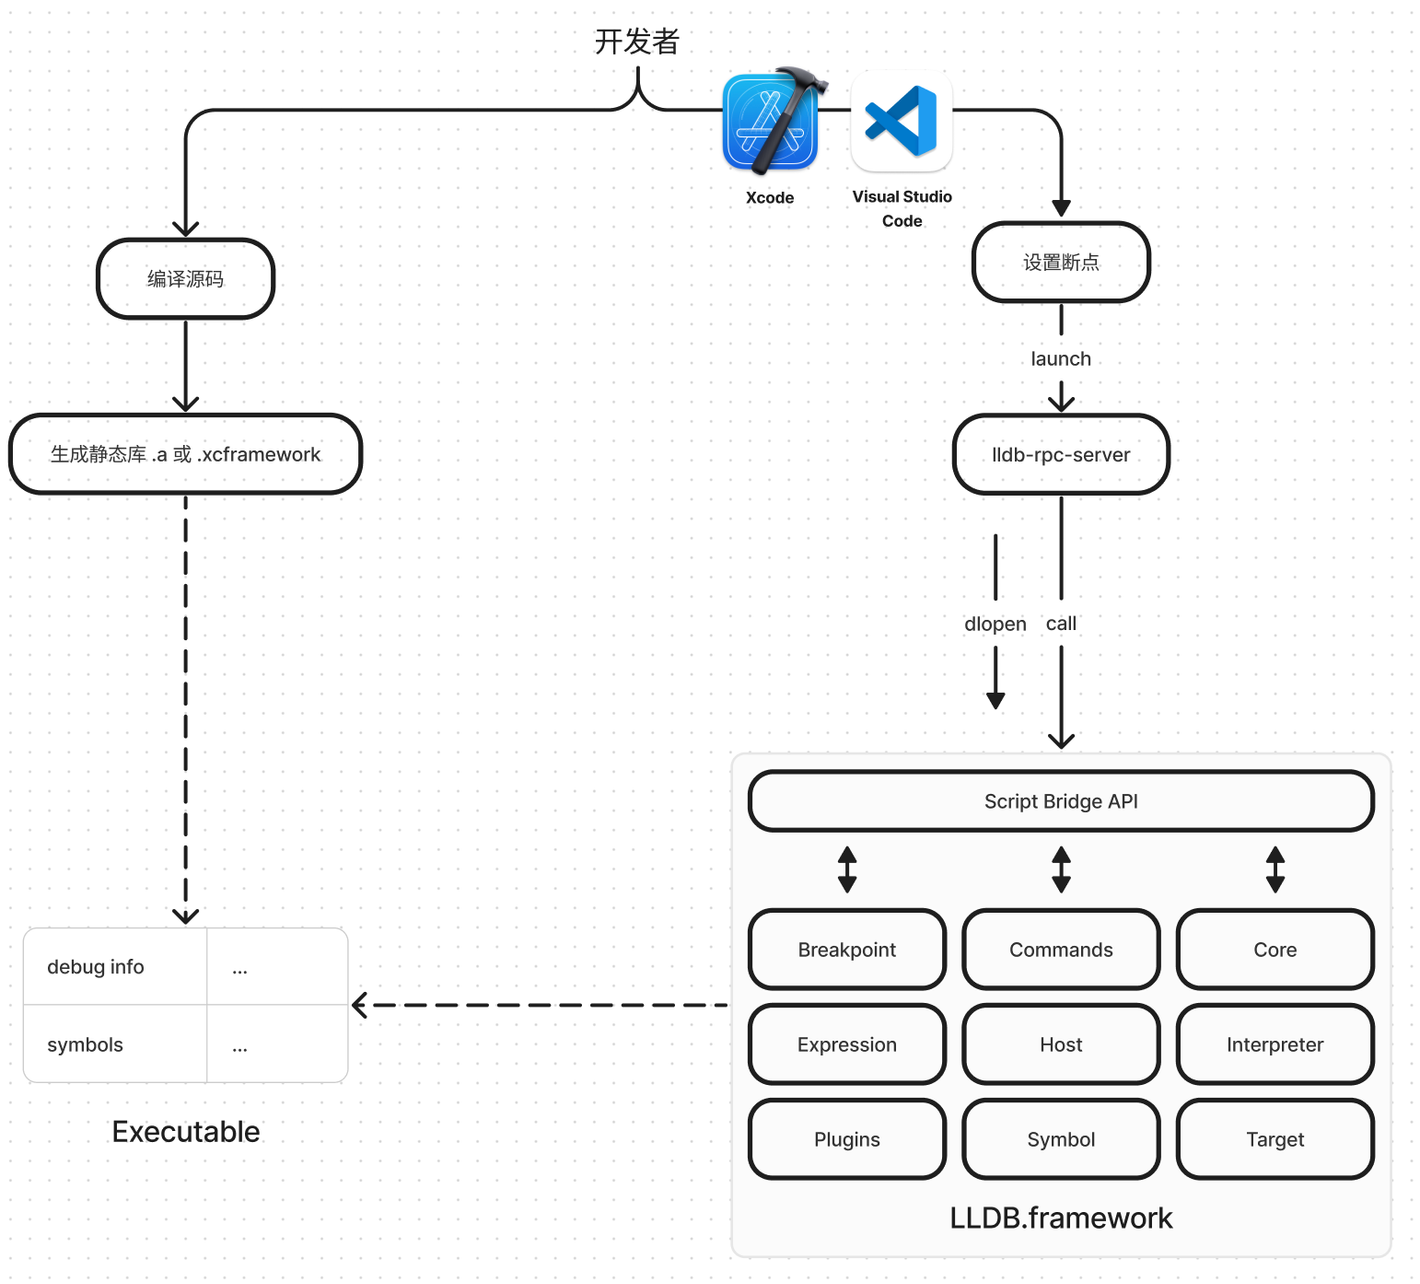 开发者
Xcode
Visual Studio
Code
编译源码
设置断点
launch
生成静态库 .a 或 .xcframework
lldb-rpc-server
dlopen
call
Script Bridge API
Breakpoint
Commands
Core
debug info
...
Expression
Host
Interpreter
symbols
...
Plugins
Symbol
Target
Executable
LLDB.framework